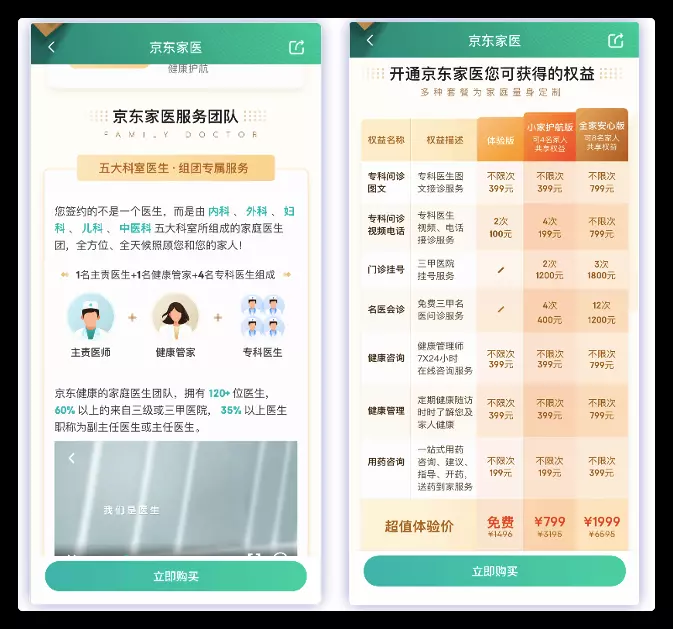 京东家医
健康护航
京东家医服务团队
FAMILY DOCTOR
五大科室医生·组团专属服务
您签约的不是一个医生，而是由 内科 、 外科 、 妇
科 、 儿科 、 中医科 五大科室所组成的家庭医生
团，全方位、全天候照顾您和您的家人！
1名主责医生+1名健康管家+4名专科医生组成
主责医师 + 健康管家 + 专科医生
京东健康的家庭医生团队，拥有 120+ 位医生，
60% 以上的来自三级或三甲医院， 35% 以上医生
职称为副主任医生或主任医生。
我们是医生
立即购买
京东家医
开通京东家医您可获得的权益
多种套餐为家庭量身定制
权益名称 权益描述 体验版
小家护航版
可4名家人
共享权益
全家安心版
可8名家人
共享权益
专科问诊
图文
专科医生图
文接诊服务
不限次
399元
不限次
399元
不限次
799元
专科问诊
视频电话
专科医生
视频、电话
接诊服务
2次
100元
4次
199元
不限次
799元
门诊挂号
三甲医院
挂号服务
/
2次
1200元
3次
1800元
名医会诊
免费三甲名
医问诊服务
/
4次
400元
12次
1200元
健康咨询
健康管理师
7X24小时
在线咨询服务
不限次
399元
不限次
399元
不限次
799元
健康管理
定期健康随访
时时了解您及
家人健康
不限次
399元
不限次
399元
不限次
799元
用药咨询
一站式用药
咨询、建议、
指导、开药，
送药到家服务
不限次
199元
不限次
199元
不限次
399元
超值体验价
免费
¥1496
¥799
¥3195
¥1999
¥6595
立即购买